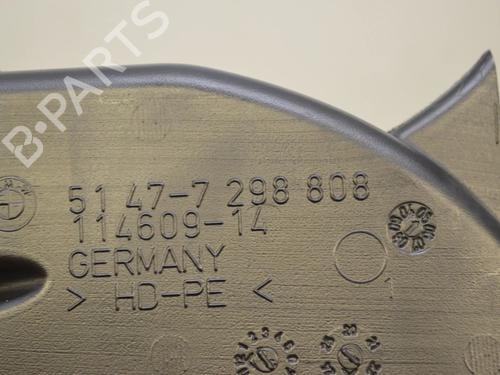 B-PARTS
51 47-7 298 808
114609-14
GERMANY
> HD-PE <